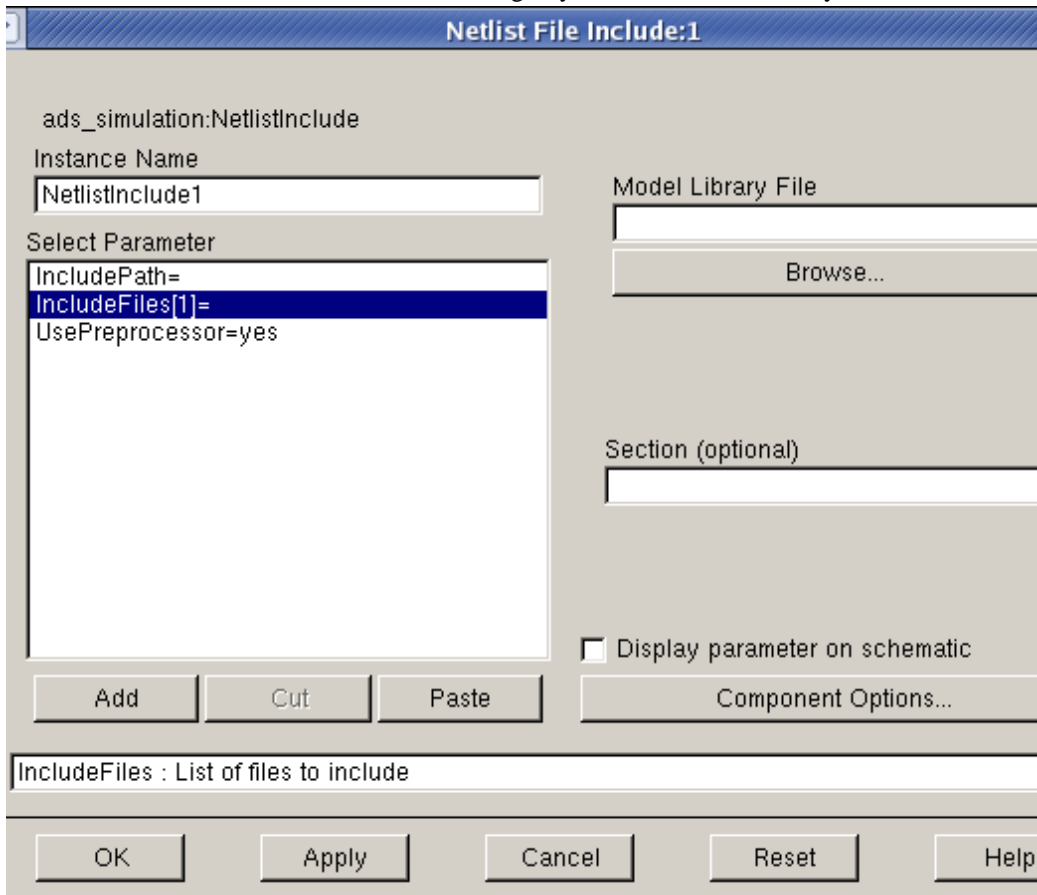 Netlist File Include:1
ads_simulation:NetlistInclude
Instance Name
NetlistInclude1
Select Parameter
IncludePath=
IncludeFiles[1]=
UsePreprocessor=yes
Add
Cut
Paste
Model Library File
Browse...
Section (optional)
Display parameter on schematic
Component Options...
IncludeFiles : List of files to include
OK
Apply
Cancel
Reset
Help